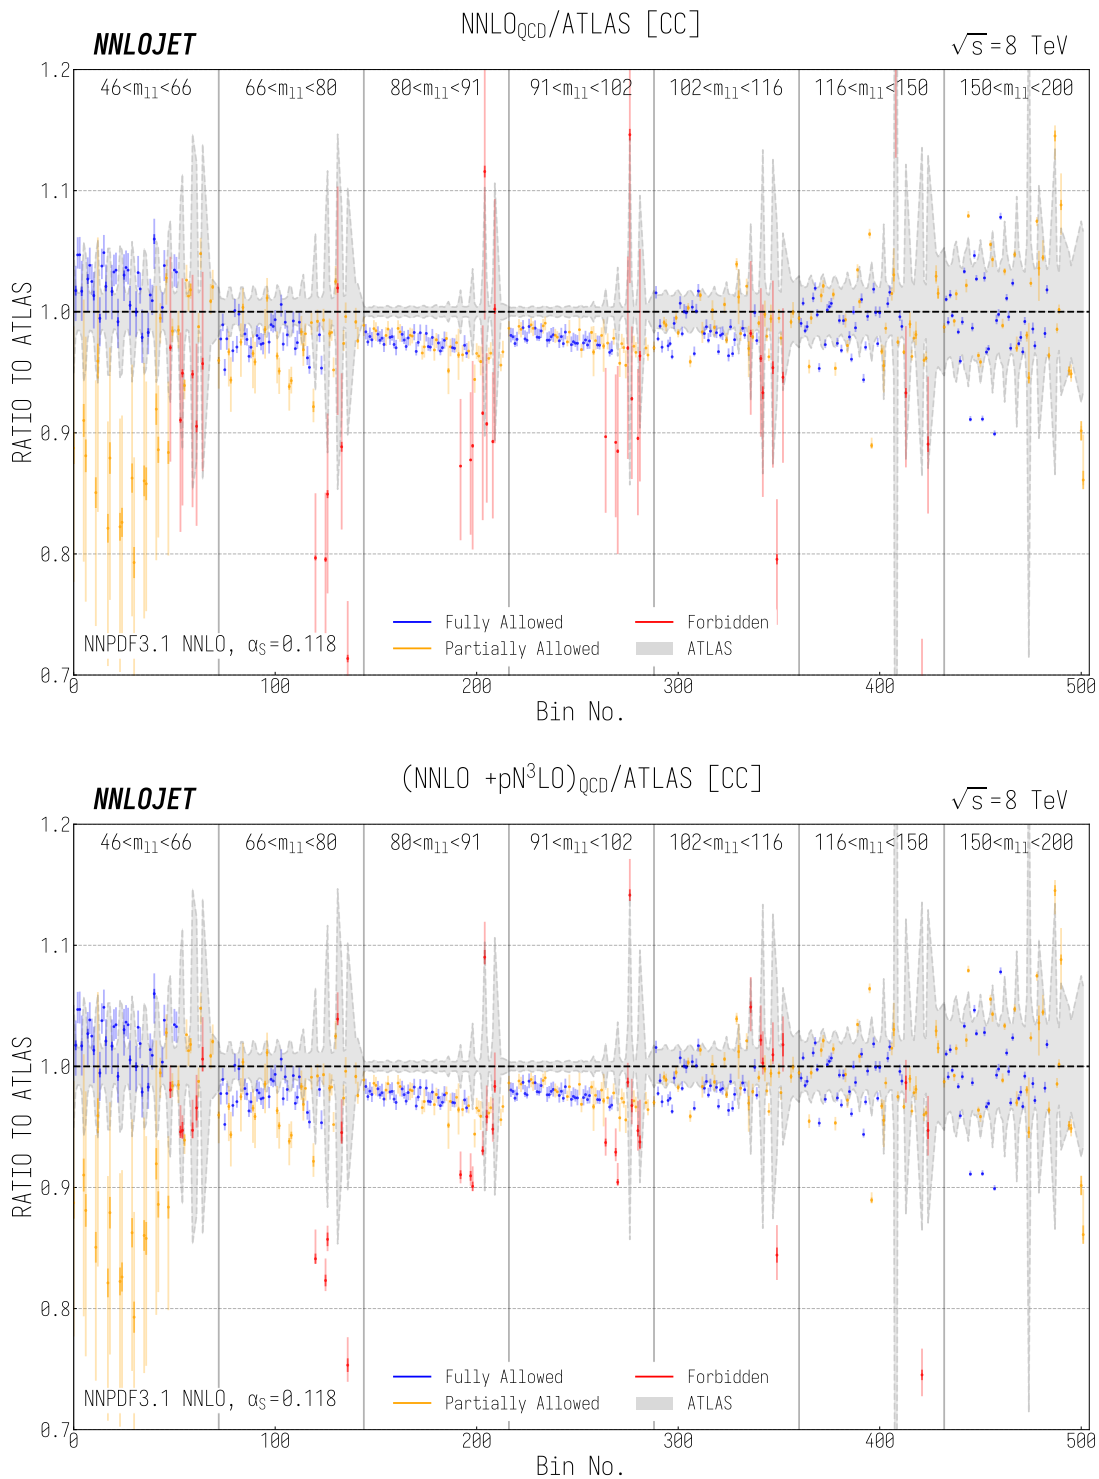 NNLO_QCD/ATLAS [CC]
NNLOJET √s=8 TeV
1.2
46<m_ll<66 66<m_ll<80 80<m_ll<91 91<m_ll<102 102<m_ll<116 116<m_ll<150 150<m_ll<200
1.1
1.0
0.9
0.8
0.7
RATIO TO ATLAS
Fully Allowed Forbidden
Partially Allowed ATLAS
NNPDF3.1 NNLO, α_S=0.118
0 100 200 300 400 500
Bin No.
(NNLO +pN³LO)_QCD/ATLAS [CC]
NNLOJET √s=8 TeV
1.2
46<m_ll<66 66<m_ll<80 80<m_ll<91 91<m_ll<102 102<m_ll<116 116<m_ll<150 150<m_ll<200
1.1
1.0
0.9
0.8
0.7
RATIO TO ATLAS
Fully Allowed Forbidden
Partially Allowed ATLAS
NNPDF3.1 NNLO, α_S=0.118
0 100 200 300 400 500
Bin No.